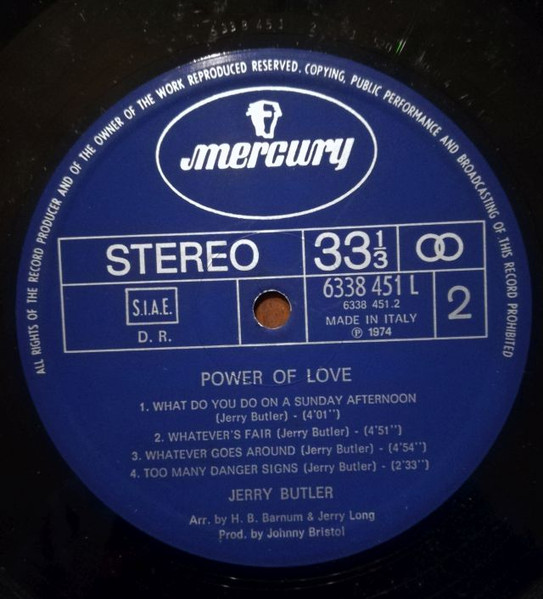 6338 451
ALL RIGHTS OF THE RECORD PRODUCER AND OF THE OWNER OF THE WORK REPRODUCED RESERVED. COPYING, PUBLIC PERFORMANCE AND BROADCASTING OF THIS RECORD PROHIBITED
mercury
STEREO 33 1/3
S.I.A.E. 6338 451 L 2
6338 451.2
D. R. MADE IN ITALY
℗ 1974
POWER OF LOVE
1. WHAT DO YOU DO ON A SUNDAY AFTERNOON
(Jerry Butler) - (4'01'')
2. WHATEVER'S FAIR (Jerry Butler) - (4'51'')
3. WHATEVER GOES AROUND (Jerry Butler) - (4'54'')
4. TOO MANY DANGER SIGNS (Jerry Butler) - (2'33'')
JERRY BUTLER
Arr. by H. B. Barnum & Jerry Long
Prod. by Johnny Bristol